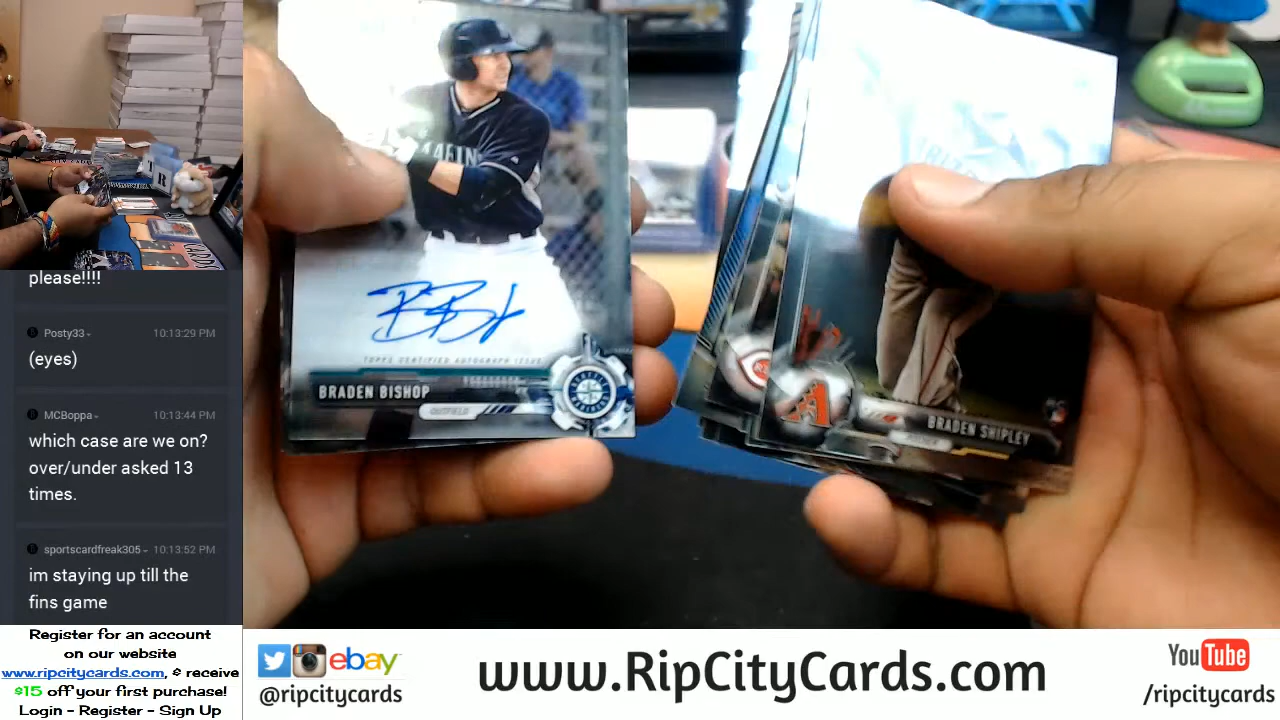 please!!!!
Posty33
10:13:29 PM
(eyes)
MCBoppa
10:13:44 PM
which case are we on?
over/under asked 13
times.
sportscardfreak305
10:13:52 PM
im staying up till the
fins game
Register for an account
on our website
www.ripcitycards.com, & receive
$15 off your first purchase!
Login - Register - Sign Up
TOPPS CERTIFIED AUTOGRAPH ISSUE
BRADEN BISHOP
OUTFIELD
BRADEN SHIPLEY
PITCHER
ebay
@ripcitycards
www.RipCityCards.com
YouTube
/ripcitycards